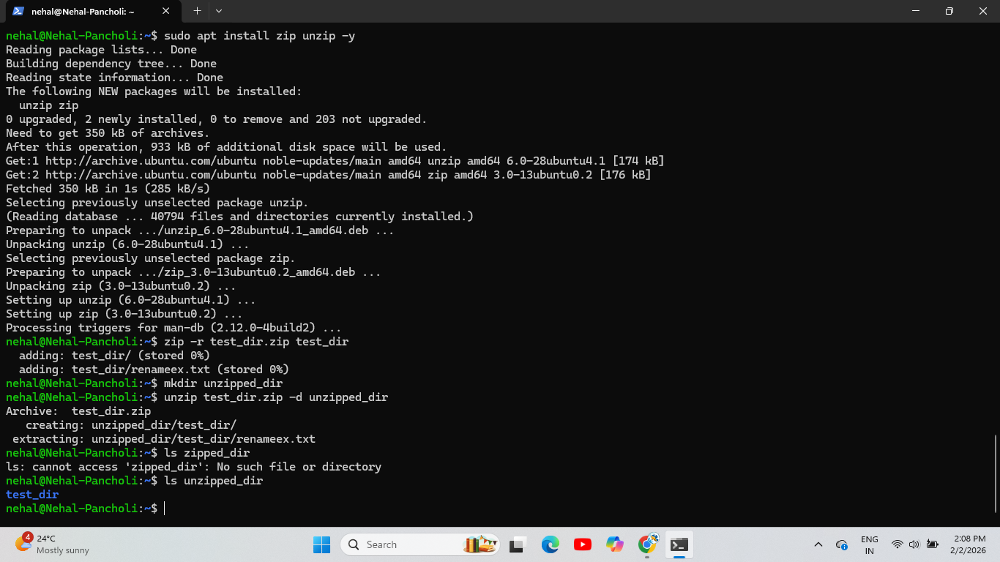 nehal@Nehal-Pancholi: ~
nehal@Nehal-Pancholi:~$ sudo apt install zip unzip -y
Reading package lists... Done
Building dependency tree... Done
Reading state information... Done
The following NEW packages will be installed:
  unzip zip
0 upgraded, 2 newly installed, 0 to remove and 203 not upgraded.
Need to get 350 kB of archives.
After this operation, 933 kB of additional disk space will be used.
Get:1 http://archive.ubuntu.com/ubuntu noble-updates/main amd64 unzip amd64 6.0-28ubuntu4.1 [174 kB]
Get:2 http://archive.ubuntu.com/ubuntu noble-updates/main amd64 zip amd64 3.0-13ubuntu0.2 [176 kB]
Fetched 350 kB in 1s (285 kB/s)
Selecting previously unselected package unzip.
(Reading database ... 40794 files and directories currently installed.)
Preparing to unpack .../unzip_6.0-28ubuntu4.1_amd64.deb ...
Unpacking unzip (6.0-28ubuntu4.1) ...
Selecting previously unselected package zip.
Preparing to unpack .../zip_3.0-13ubuntu0.2_amd64.deb ...
Unpacking zip (3.0-13ubuntu0.2) ...
Setting up unzip (6.0-28ubuntu4.1) ...
Setting up zip (3.0-13ubuntu0.2) ...
Processing triggers for man-db (2.12.0-4build2) ...
nehal@Nehal-Pancholi:~$ zip -r test_dir.zip test_dir
  adding: test_dir/ (stored 0%)
  adding: test_dir/renameex.txt (stored 0%)
nehal@Nehal-Pancholi:~$ mkdir unzipped_dir
nehal@Nehal-Pancholi:~$ unzip test_dir.zip -d unzipped_dir
Archive:  test_dir.zip
   creating: unzipped_dir/test_dir/
 extracting: unzipped_dir/test_dir/renameex.txt
nehal@Nehal-Pancholi:~$ ls zipped_dir
ls: cannot access 'zipped_dir': No such file or directory
nehal@Nehal-Pancholi:~$ ls unzipped_dir
test_dir
nehal@Nehal-Pancholi:~$
4
24°C
Mostly sunny
Search
ENG
IN
2:08 PM
2/2/2026